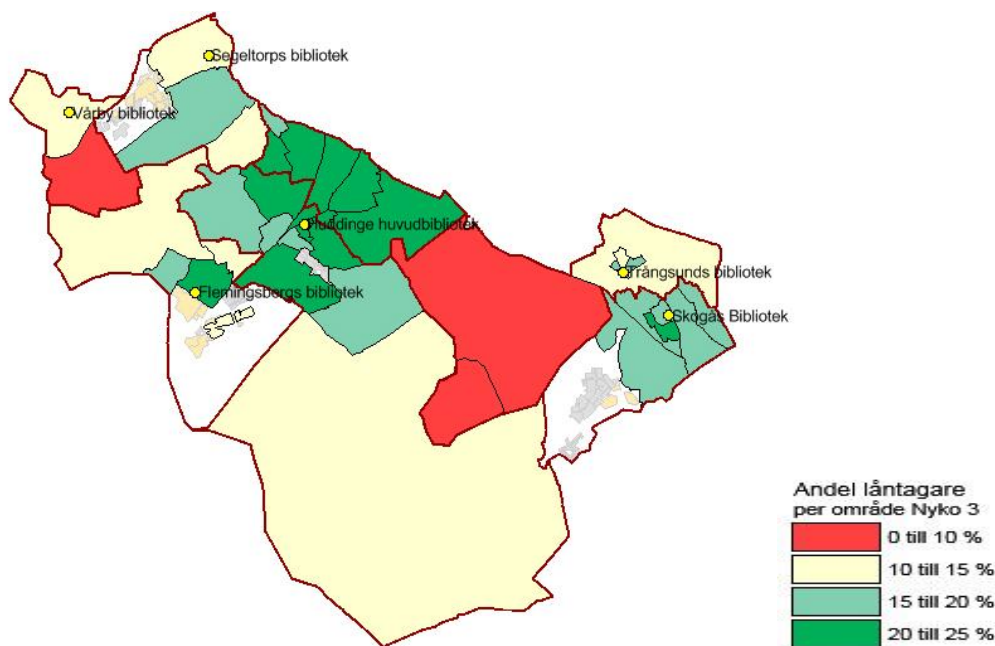 Segeltorps bibliotek
Vårby bibliotek
Huddinge huvudbibliotek
Trångsunds bibliotek
Flemingsbergs bibliotek
Skogås Bibliotek
Andel låntagare
per område Nyko 3
0 till 10 %
10 till 15 %
15 till 20 %
20 till 25 %